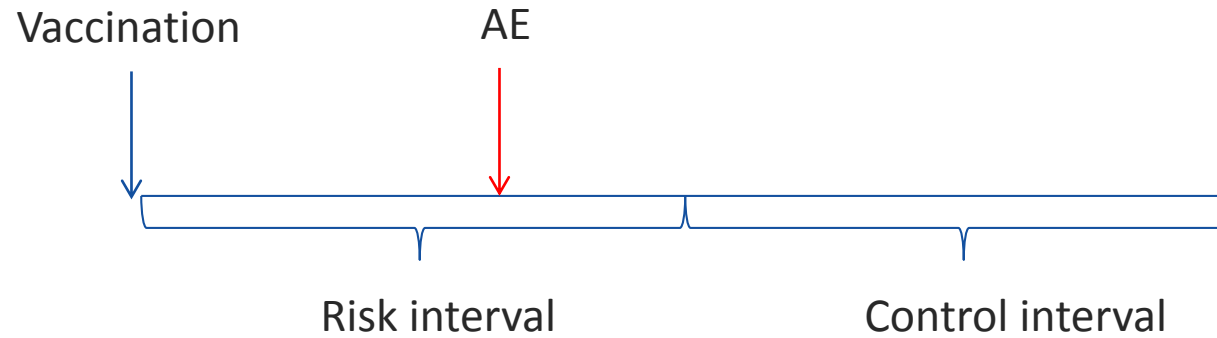 Vaccination
AE
Risk interval
Control interval